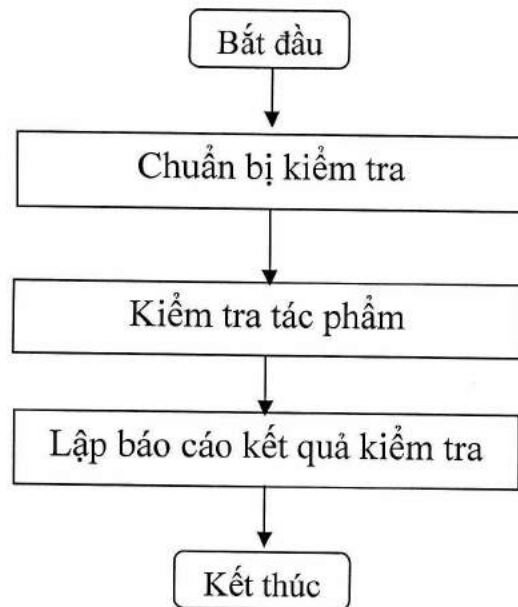 Bắt đầu
Chuẩn bị kiểm tra
Kiểm tra tác phẩm
Lập báo cáo kết quả kiểm tra
Kết thúc